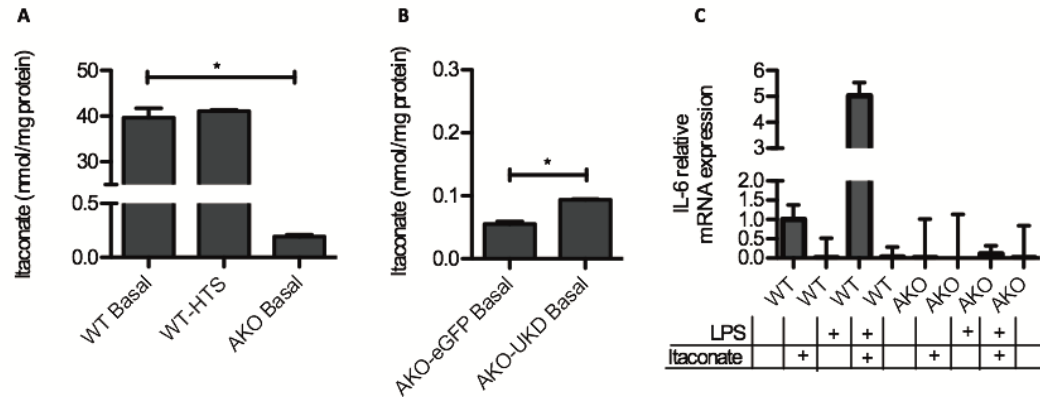 A
Itaconate (nmol/mg protein)
50
40
30
0.5
0.0
*
WT Basal
WT-HTS
AKO Basal
B
Itaconate (nmol/mg protein)
0.3
0.2
0.1
0.0
*
AKO-eGFP Basal
AKO-UKD Basal
C
IL-6 relative
mRNA expression
6
5
4
3
2.0
1.5
1.0
0.5
0.0
WT
WT
WT
WT
AKO
AKO
AKO
AKO
LPS + + + +
Itaconate + + + +